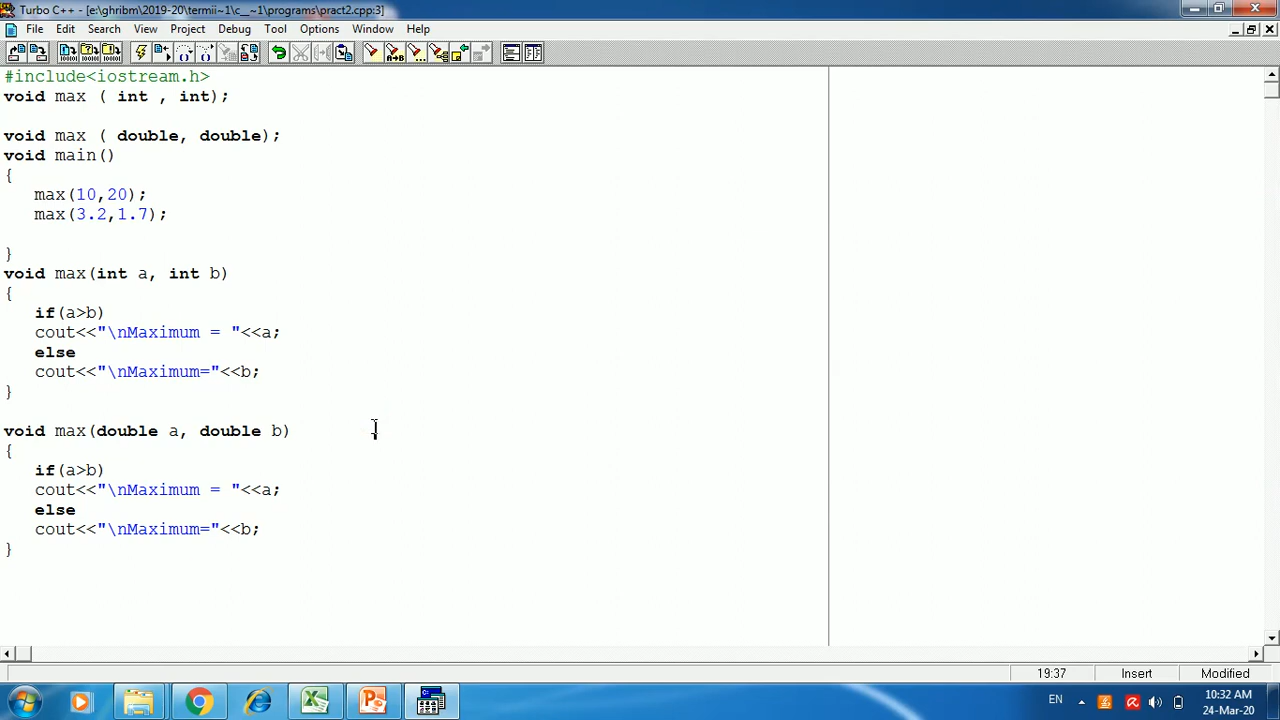 Turbo C++ - [e:\ghribm\2019-20\termii~1\c__~1\programs\pract2.cpp:3]
File Edit Search View Project Debug Tool Options Window Help
#include<iostream.h>
void max ( int , int);
void max ( double, double);
void main()
{
max(10,20);
max(3.2,1.7);
}
void max(int a, int b)
{
if(a>b)
cout<<"\nMaximum = "<<a;
else
cout<<"\nMaximum="<<b;
}
void max(double a, double b)
{
if(a>b)
cout<<"\nMaximum = "<<a;
else
cout<<"\nMaximum="<<b;
}
19:37 Insert Modified
EN
10:32 AM
24-Mar-20